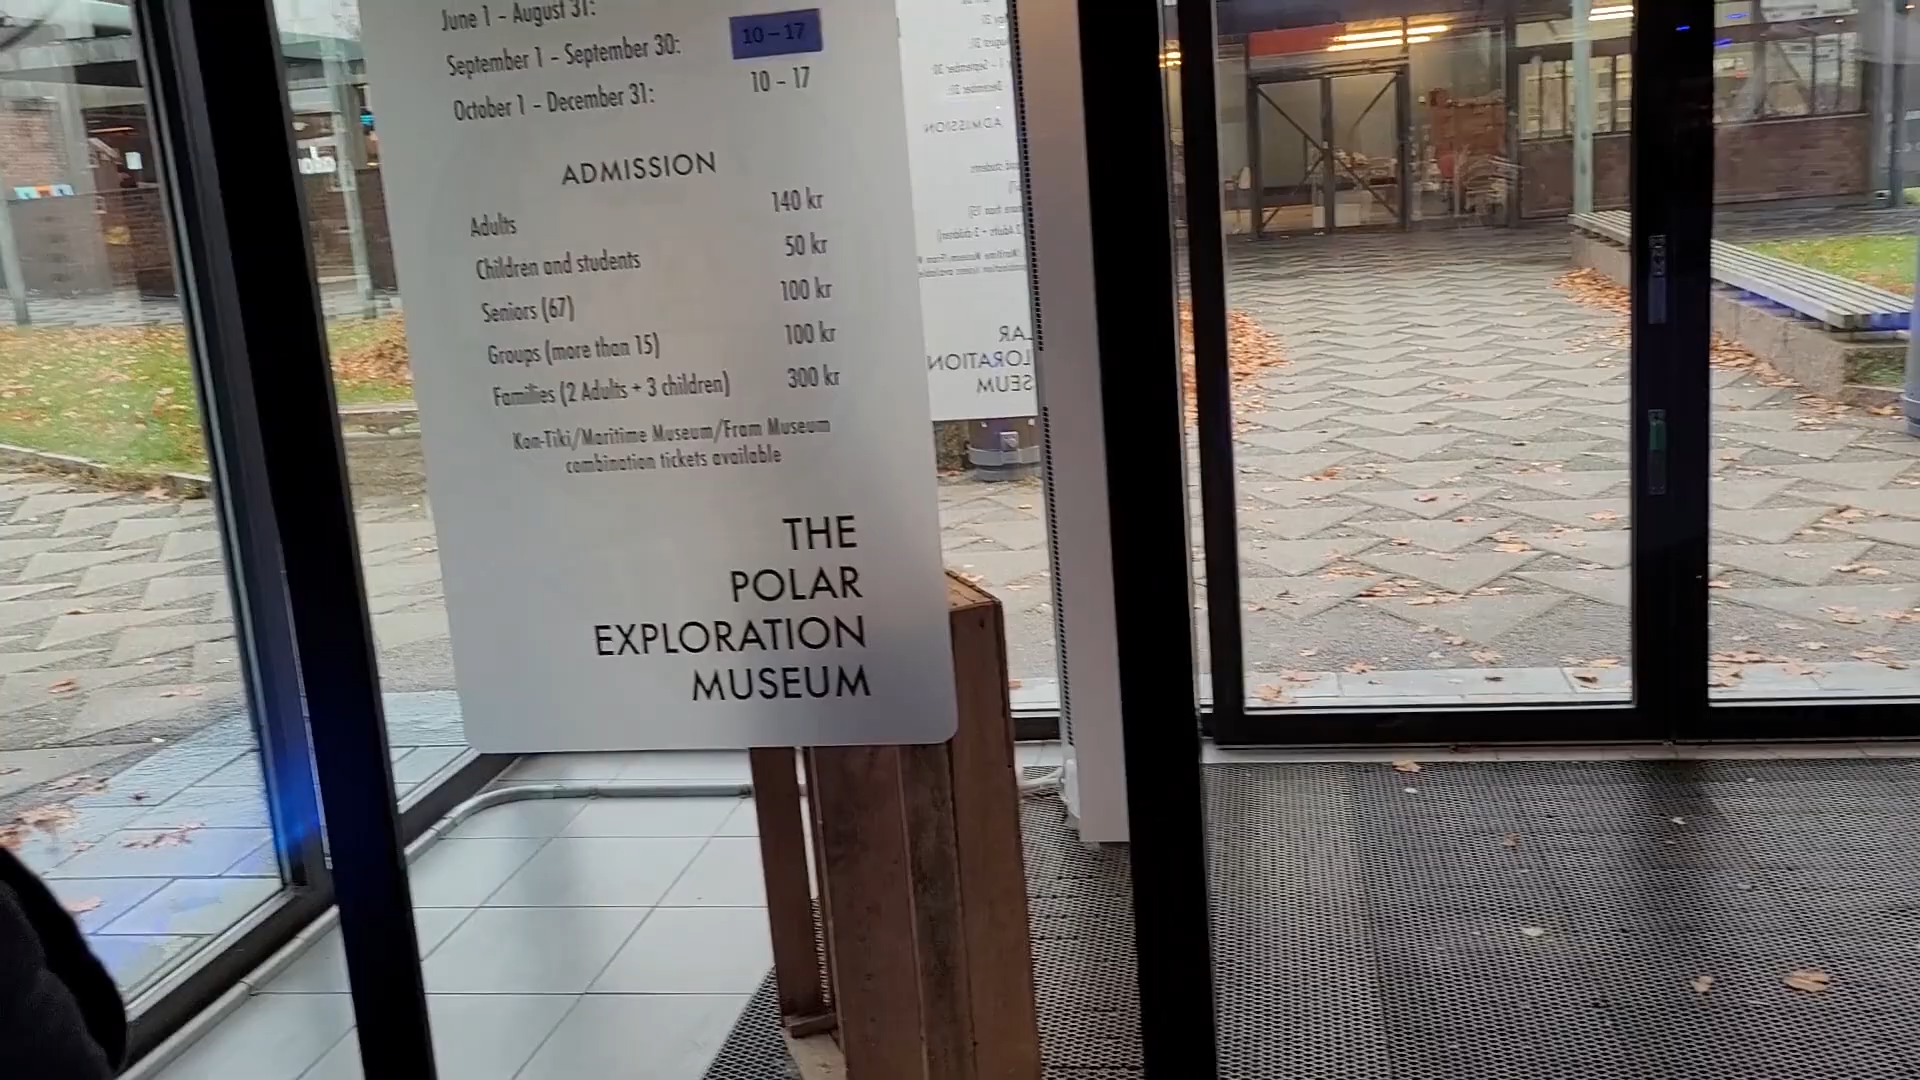 June 1 – August 31:
September 1 – September 30: 10 – 17
October 1 – December 31: 10 – 17
ADMISSION
Adults 140 kr
Children and students 50 kr
Seniors (67) 100 kr
Groups (more than 15) 100 kr
Families (2 Adults + 3 children) 300 kr
Kon-Tiki/Maritime Museum/Fram Museum
combination tickets available
THE
POLAR
EXPLORATION
MUSEUM